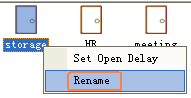 storage HR meeting
Set Open Delay
Rename